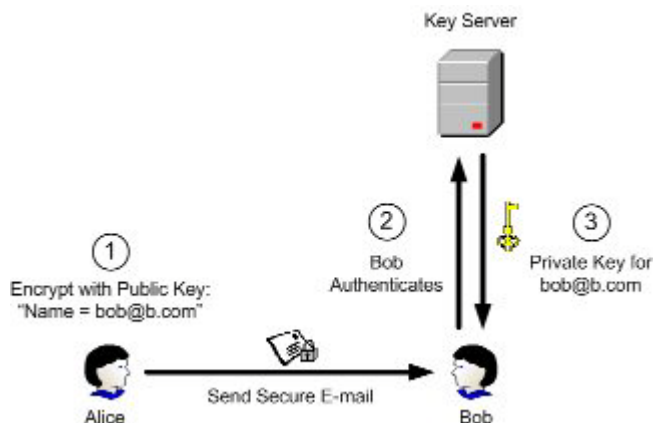 Key Server
2
Bob
Authenticates
3
Private Key for
bob@b.com
1
Encrypt with Public Key:
“Name = bob@b.com”
Send Secure E-mail
Alice
Bob